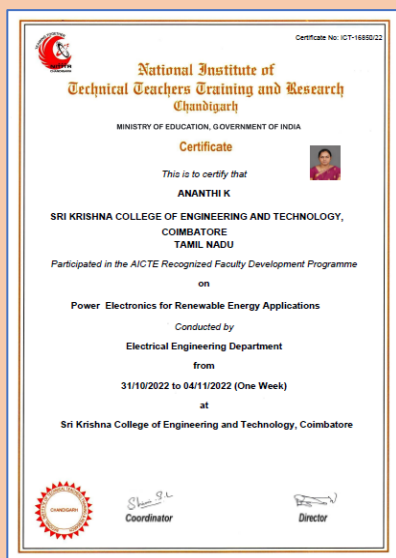 Certificate No: ICT-16850/22
National Institute of
Technical Teachers Training and Research
Chandigarh
MINISTRY OF EDUCATION, GOVERNMENT OF INDIA
Certificate
This is to certify that
ANANTHI K
SRI KRISHNA COLLEGE OF ENGINEERING AND TECHNOLOGY,
COIMBATORE
TAMIL NADU
Participated in the AICTE Recognized Faculty Development Programme
on
Power Electronics for Renewable Energy Applications
Conducted by
Electrical Engineering Department
from
31/10/2022 to 04/11/2022 (One Week)
at
Sri Krishna College of Engineering and Technology, Coimbatore
CHANDIGARH
Coordinator
Director